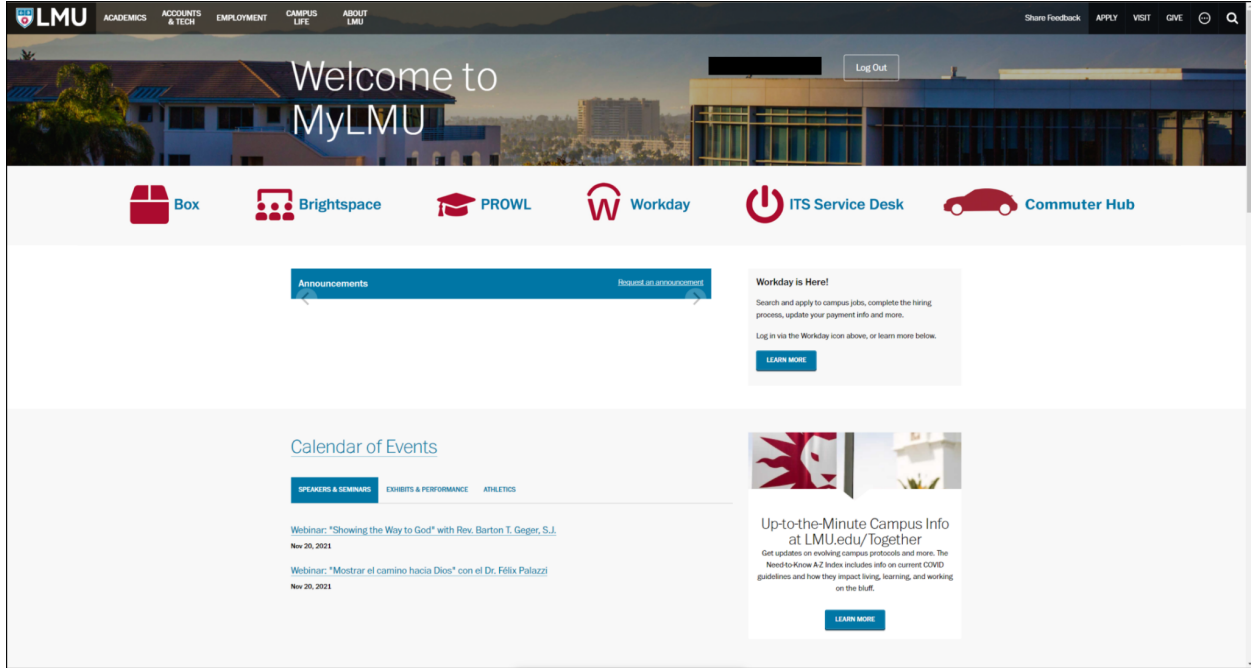 LMU
ACADEMICS
ACCOUNTS
& TECH
EMPLOYMENT
CAMPUS
LIFE
ABOUT
LMU
Share Feedback
APPLY
VISIT
GIVE
Welcome to
MyLMU
Log Out
Box
Brightspace
PROWL
Workday
ITS Service Desk
Commuter Hub
Announcements
Request an announcement
Workday is Here!
Search and apply to campus jobs, complete the hiring
process, update your payment info and more.
Log in via the Workday icon above, or learn more below.
LEARN MORE
Calendar of Events
SPEAKERS & SEMINARS
EXHIBITS & PERFORMANCE
ATHLETICS
Webinar: "Showing the Way to God" with Rev. Barton T. Geger, S.J.
Nov 20, 2021
Webinar: "Mostrar el camino hacia Dios" con el Dr. Félix Palazzi
Nov 20, 2021
Up-to-the-Minute Campus Info
at LMU.edu/Together
Get updates on evolving campus protocols and more. The
Need-to-Know A-Z Index includes info on current COVID
guidelines and how they impact living, learning, and working
on the bluff.
LEARN MORE